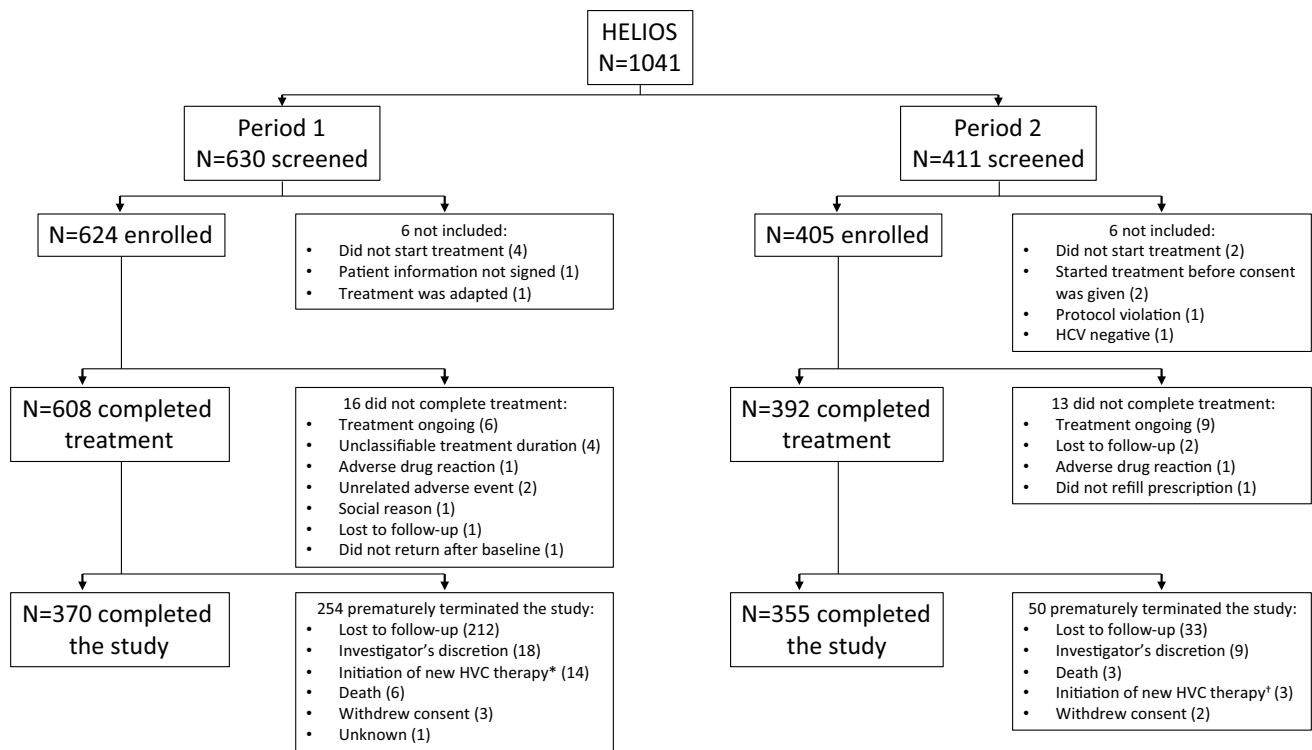 HELIOS
N=1041
Period 1
N=630 screened
Period 2
N=411 screened
N=624 enrolled
6 not included:
• Did not start treatment (4)
• Patient information not signed (1)
• Treatment was adapted (1)
N=405 enrolled
6 not included:
• Did not start treatment (2)
• Started treatment before consent
was given (2)
• Protocol violation (1)
• HCV negative (1)
N=608 completed
treatment
16 did not complete treatment:
• Treatment ongoing (6)
• Unclassifiable treatment duration (4)
• Adverse drug reaction (1)
• Unrelated adverse event (2)
• Social reason (1)
• Lost to follow-up (1)
• Did not return after baseline (1)
N=392 completed
treatment
13 did not complete treatment:
• Treatment ongoing (9)
• Lost to follow-up (2)
• Adverse drug reaction (1)
• Did not refill prescription (1)
N=370 completed
the study
254 prematurely terminated the study:
• Lost to follow-up (212)
• Investigator's discretion (18)
• Initiation of new HVC therapy* (14)
• Death (6)
• Withdrew consent (3)
• Unknown (1)
N=355 completed
the study
50 prematurely terminated the study:
• Lost to follow-up (33)
• Investigator's discretion (9)
• Death (3)
• Initiation of new HVC therapy† (3)
• Withdrew consent (2)